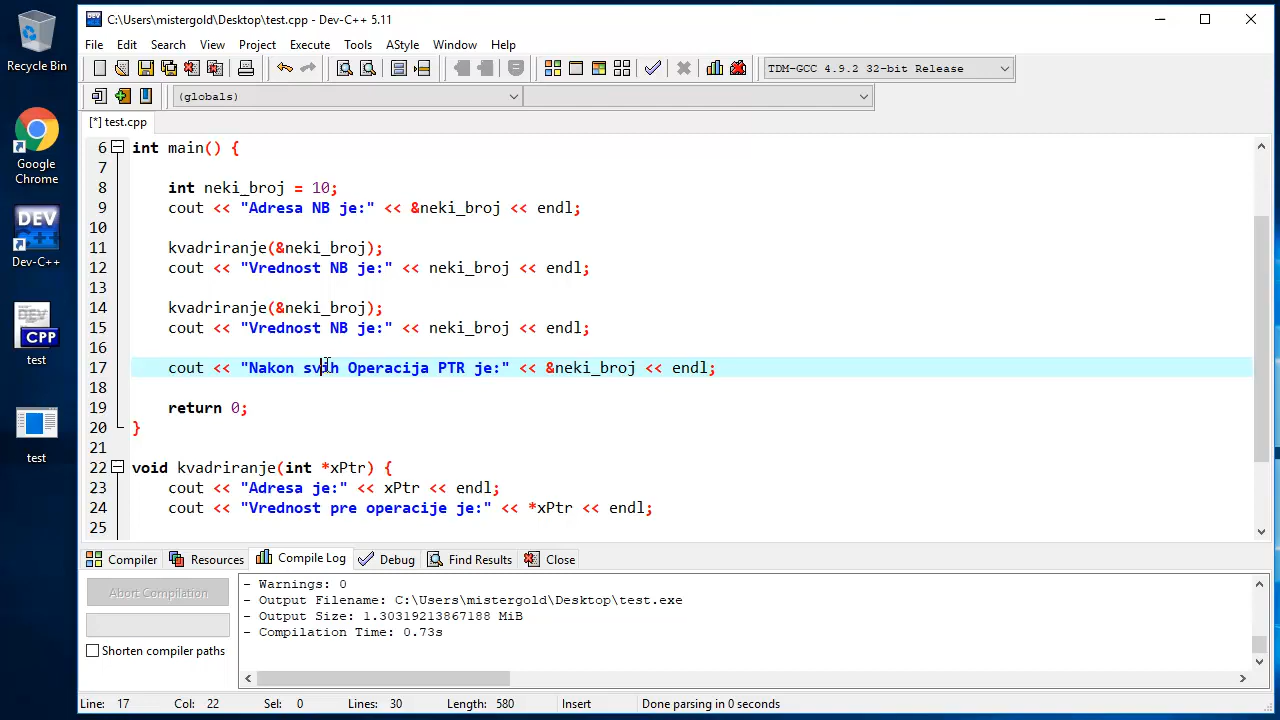 C:\Users\mistergold\Desktop\test.cpp - Dev-C++ 5.11
Recycle Bin
Google Chrome
Dev-C++
test
test
File Edit Search View Project Execute Tools AStyle Window Help
TDM-GCC 4.9.2 32-bit Release
(globals)
[*] test.cpp
6 int main() {
7
8 int neki_broj = 10;
9 cout << "Adresa NB je:" << &neki_broj << endl;
10
11 kvadriranje(&neki_broj);
12 cout << "Vrednost NB je:" << neki_broj << endl;
13
14 kvadriranje(&neki_broj);
15 cout << "Vrednost NB je:" << neki_broj << endl;
16
17 cout << "Nakon svih Operacija PTR je:" << &neki_broj << endl;
18
19 return 0;
20 }
21
22 void kvadriranje(int *xPtr) {
23 cout << "Adresa je:" << xPtr << endl;
24 cout << "Vrednost pre operacije je:" << *xPtr << endl;
25
Compiler Resources Compile Log Debug Find Results Close
Abort Compilation
Shorten compiler paths
- Warnings: 0
- Output Filename: C:\Users\mistergold\Desktop\test.exe
- Output Size: 1.30319213867188 MiB
- Compilation Time: 0.73s
Line: 17 Col: 22 Sel: 0 Lines: 30 Length: 580 Insert Done parsing in 0 seconds